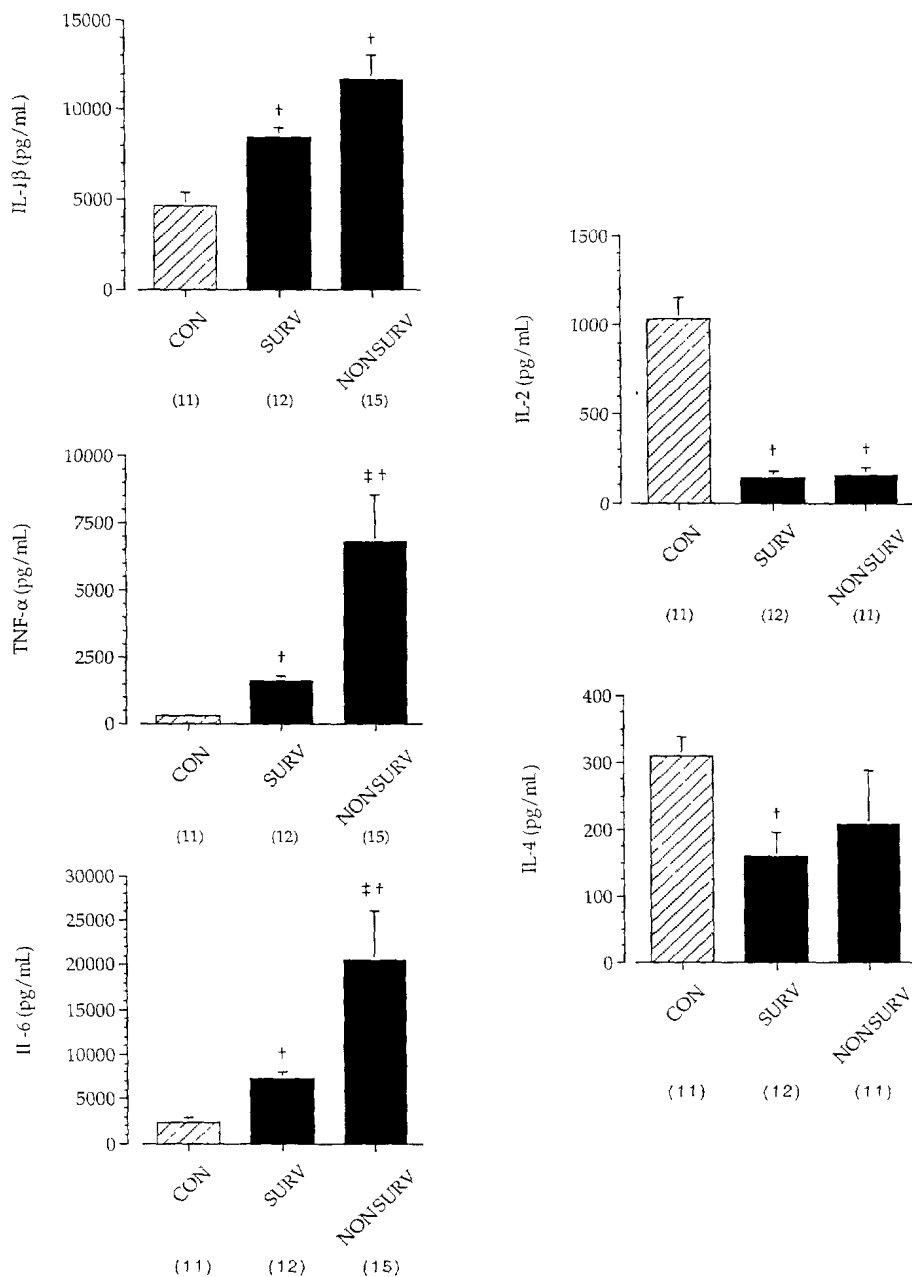 IL-1β (pg/mL)
15000
10000
5000
0
†
†
CON
SURV
NONSURV
(11)
(12)
(15)
TNF-α (pg/mL)
10000
7500
5000
2500
0
†
‡ †
CON
SURV
NONSURV
(11)
(12)
(15)
IL-6 (pg/mL)
30000
25000
20000
15000
10000
5000
0
†
‡ †
CON
SURV
NONSURV
(11)
(12)
(15)
IL-2 (pg/mL)
1500
1000
500
0
†
†
CON
SURV
NONSURV
(11)
(12)
(11)
IL-4 (pg/mL)
400
300
200
100
0
†
CON
SURV
NONSURV
(11)
(12)
(11)